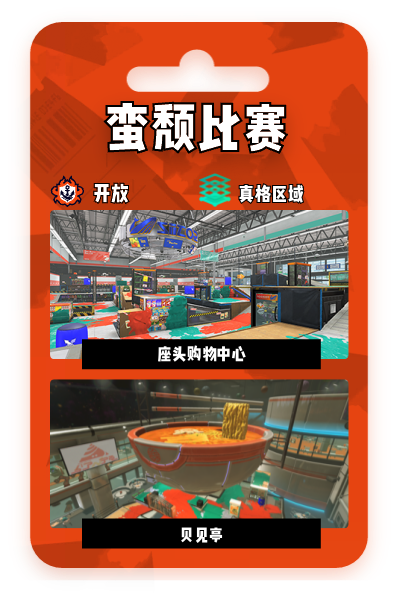 蛮颓比赛
开放
真格区域
座头购物中心
贝见亭